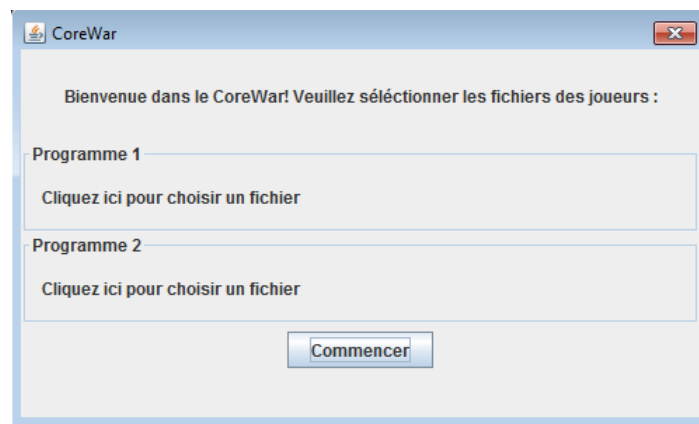 CoreWar
Bienvenue dans le CoreWar! Veuillez séléctionner les fichiers des joueurs :
Programme 1
Cliquez ici pour choisir un fichier
Programme 2
Cliquez ici pour choisir un fichier
Commencer